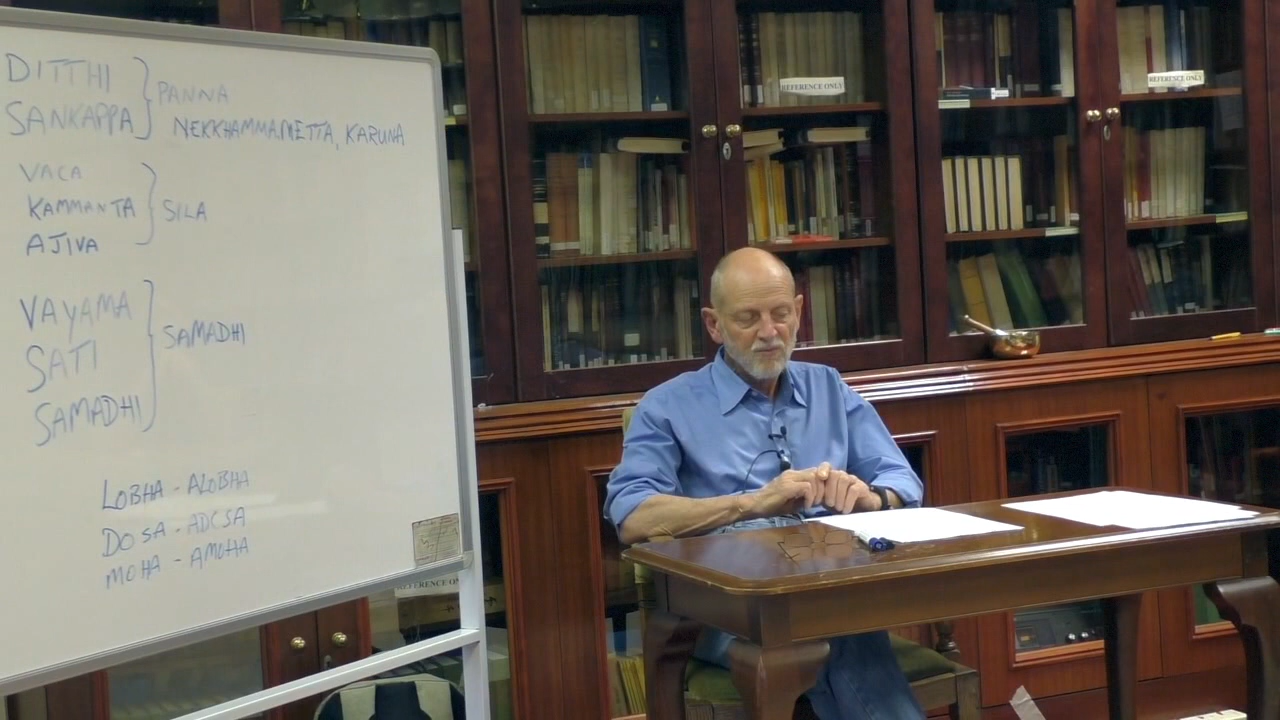 DITTHI
SANKAPPA
PANNA
NEKKHAMMA, METTA, KARUNA
VACA
KAMMANTA
AJIVA
SILA
VAYAMA
SATI
SAMADHI
SAMADHI
LOBHA - ALOBHA
DOSA - ADOSA
MOHA - AMOHA
REFERENCE ONLY
REFERENCE ONLY
REFERENCE ON